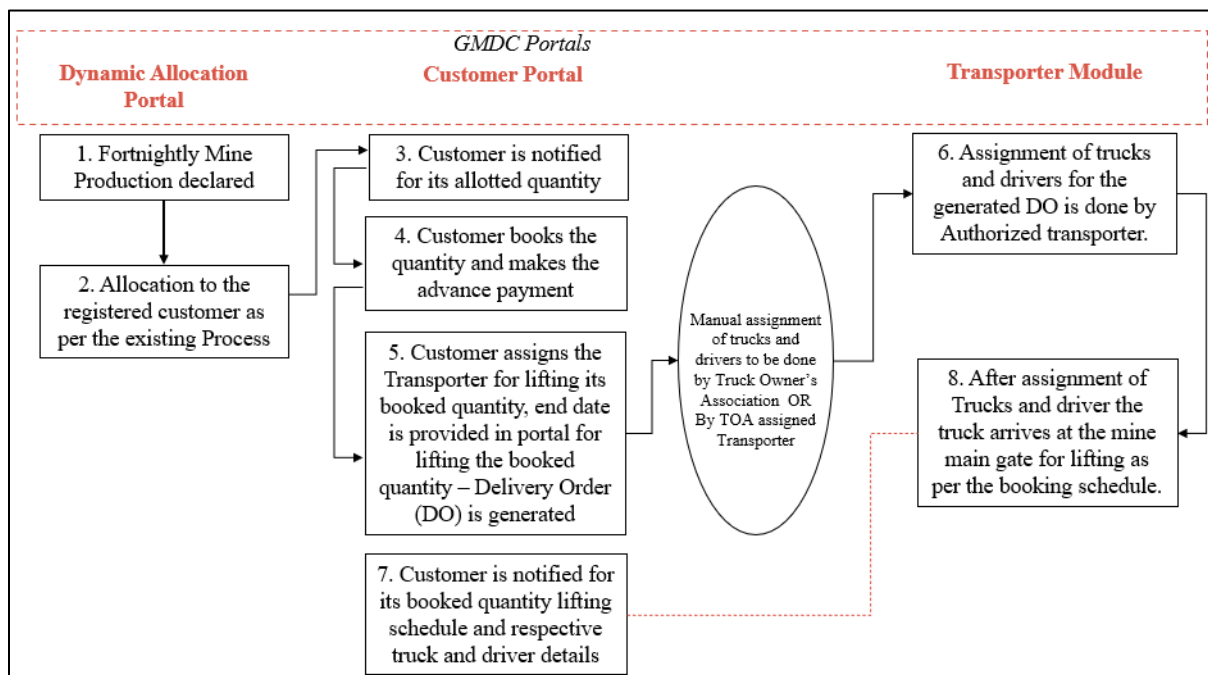 GMDC Portals
Dynamic Allocation
Portal
Customer Portal
Transporter Module
1. Fortnightly Mine
Production declared
2. Allocation to the
registered customer as
per the existing Process
3. Customer is notified
for its allotted quantity
4. Customer books the
quantity and makes the
advance payment
5. Customer assigns the
Transporter for lifting its
booked quantity, end date
is provided in portal for
lifting the booked
quantity – Delivery Order
(DO) is generated
7. Customer is notified for
its booked quantity lifting
schedule and respective
truck and driver details
Manual assignment
of trucks and
drivers to be done
by Truck Owner’s
Association OR
By TOA assigned
Transporter
6. Assignment of trucks
and drivers for the
generated DO is done by
Authorized transporter.
8. After assignment of
Trucks and driver the
truck arrives at the mine
main gate for lifting as
per the booking schedule.